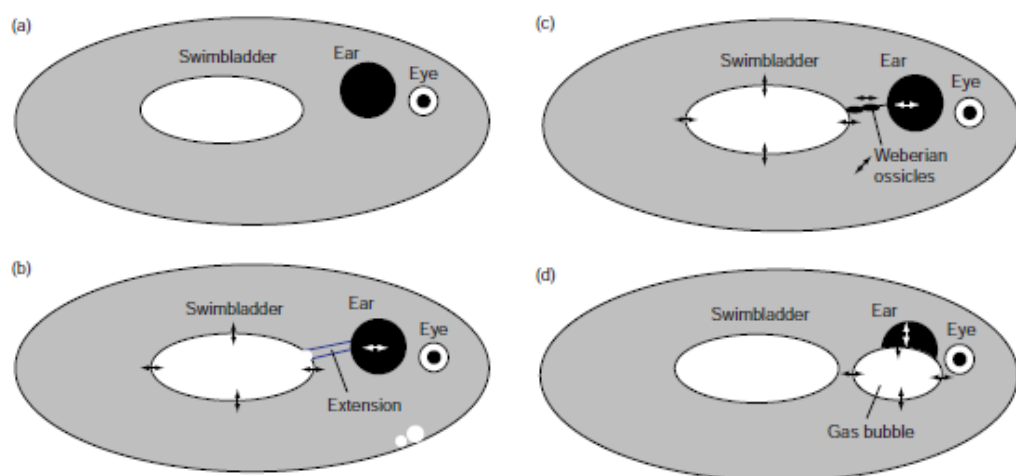 (a)
Swimbladder
Ear
Eye
(c)
Swimbladder
Ear
Eye
Weberian
ossicles
(b)
Swimbladder
Ear
Eye
Extension
(d)
Swimbladder
Ear
Eye
Gas bubble